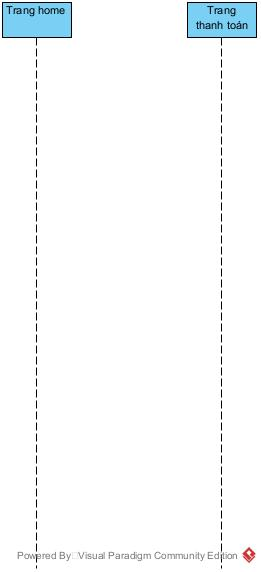 Trang home
Trang
thanh toán
Powered By Visual Paradigm Community Edition